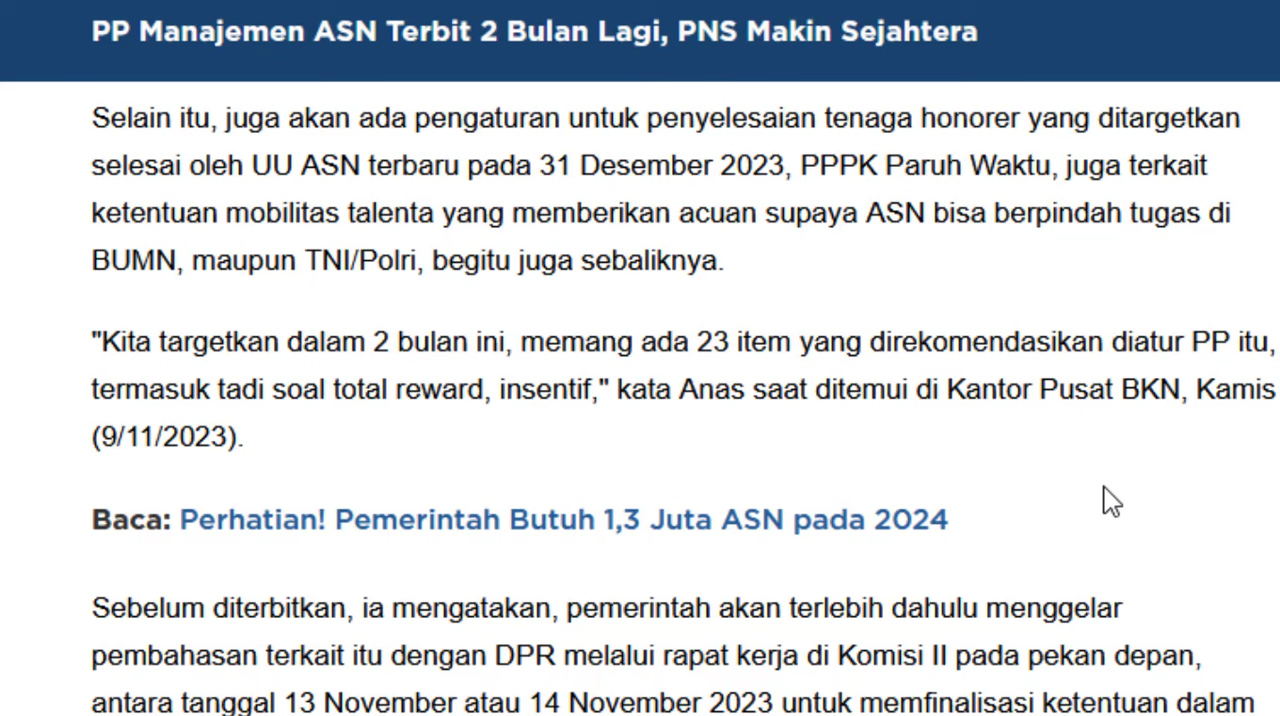 PP Manajemen ASN Terbit 2 Bulan Lagi, PNS Makin Sejahtera
Selain itu, juga akan ada pengaturan untuk penyelesaian tenaga honorer yang ditargetkan
selesai oleh UU ASN terbaru pada 31 Desember 2023, PPPK Paruh Waktu, juga terkait
ketentuan mobilitas talenta yang memberikan acuan supaya ASN bisa berpindah tugas di
BUMN, maupun TNI/Polri, begitu juga sebaliknya.
"Kita targetkan dalam 2 bulan ini, memang ada 23 item yang direkomendasikan diatur PP itu,
termasuk tadi soal total reward, insentif," kata Anas saat ditemui di Kantor Pusat BKN, Kamis
(9/11/2023).
Baca: Perhatian! Pemerintah Butuh 1,3 Juta ASN pada 2024
Sebelum diterbitkan, ia mengatakan, pemerintah akan terlebih dahulu menggelar
pembahasan terkait itu dengan DPR melalui rapat kerja di Komisi II pada pekan depan,
antara tanggal 13 November atau 14 November 2023 untuk memfinalisasi ketentuan dalam